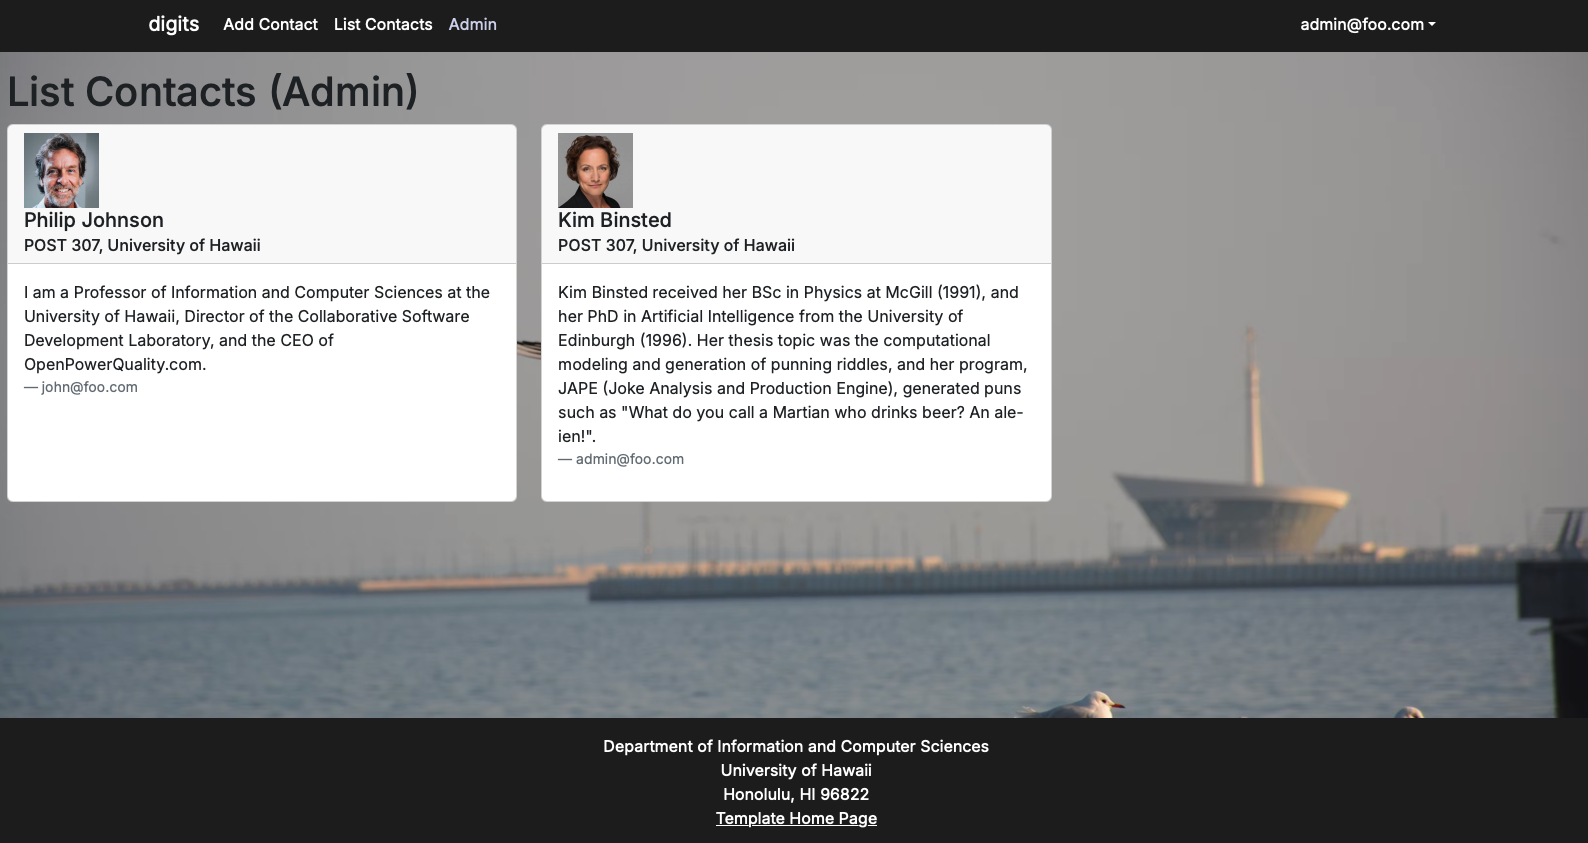 digits Add Contact List Contacts Admin admin@foo.com
List Contacts (Admin)
Philip Johnson
POST 307, University of Hawaii
I am a Professor of Information and Computer Sciences at the
University of Hawaii, Director of the Collaborative Software
Development Laboratory, and the CEO of
OpenPowerQuality.com.
— john@foo.com
Kim Binsted
POST 307, University of Hawaii
Kim Binsted received her BSc in Physics at McGill (1991), and
her PhD in Artificial Intelligence from the University of
Edinburgh (1996). Her thesis topic was the computational
modeling and generation of punning riddles, and her program,
JAPE (Joke Analysis and Production Engine), generated puns
such as "What do you call a Martian who drinks beer? An ale-
ien!".
— admin@foo.com
Department of Information and Computer Sciences
University of Hawaii
Honolulu, HI 96822
Template Home Page